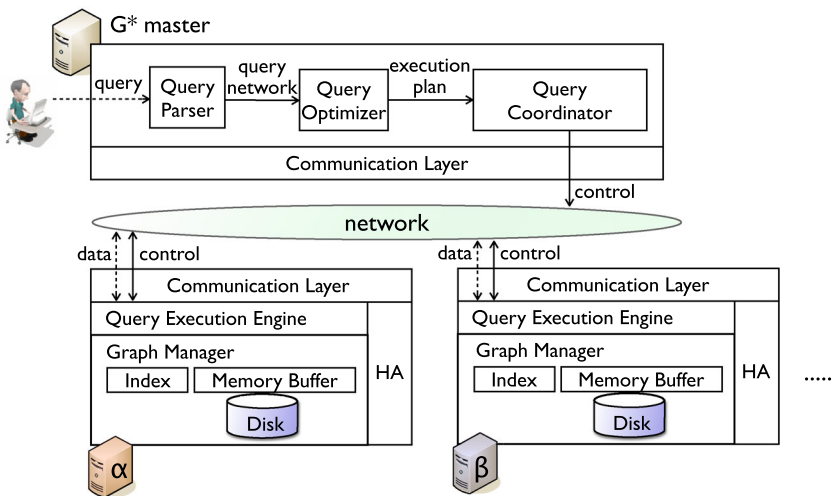 G* master
query
Query
Parser
query
network
Query
Optimizer
execution
plan
Query
Coordinator
Communication Layer
control
network
data
control
Communication Layer
Query Execution Engine
Graph Manager
Index
Memory Buffer
Disk
HA
α
data
control
Communication Layer
Query Execution Engine
Graph Manager
Index
Memory Buffer
Disk
HA
β
.....